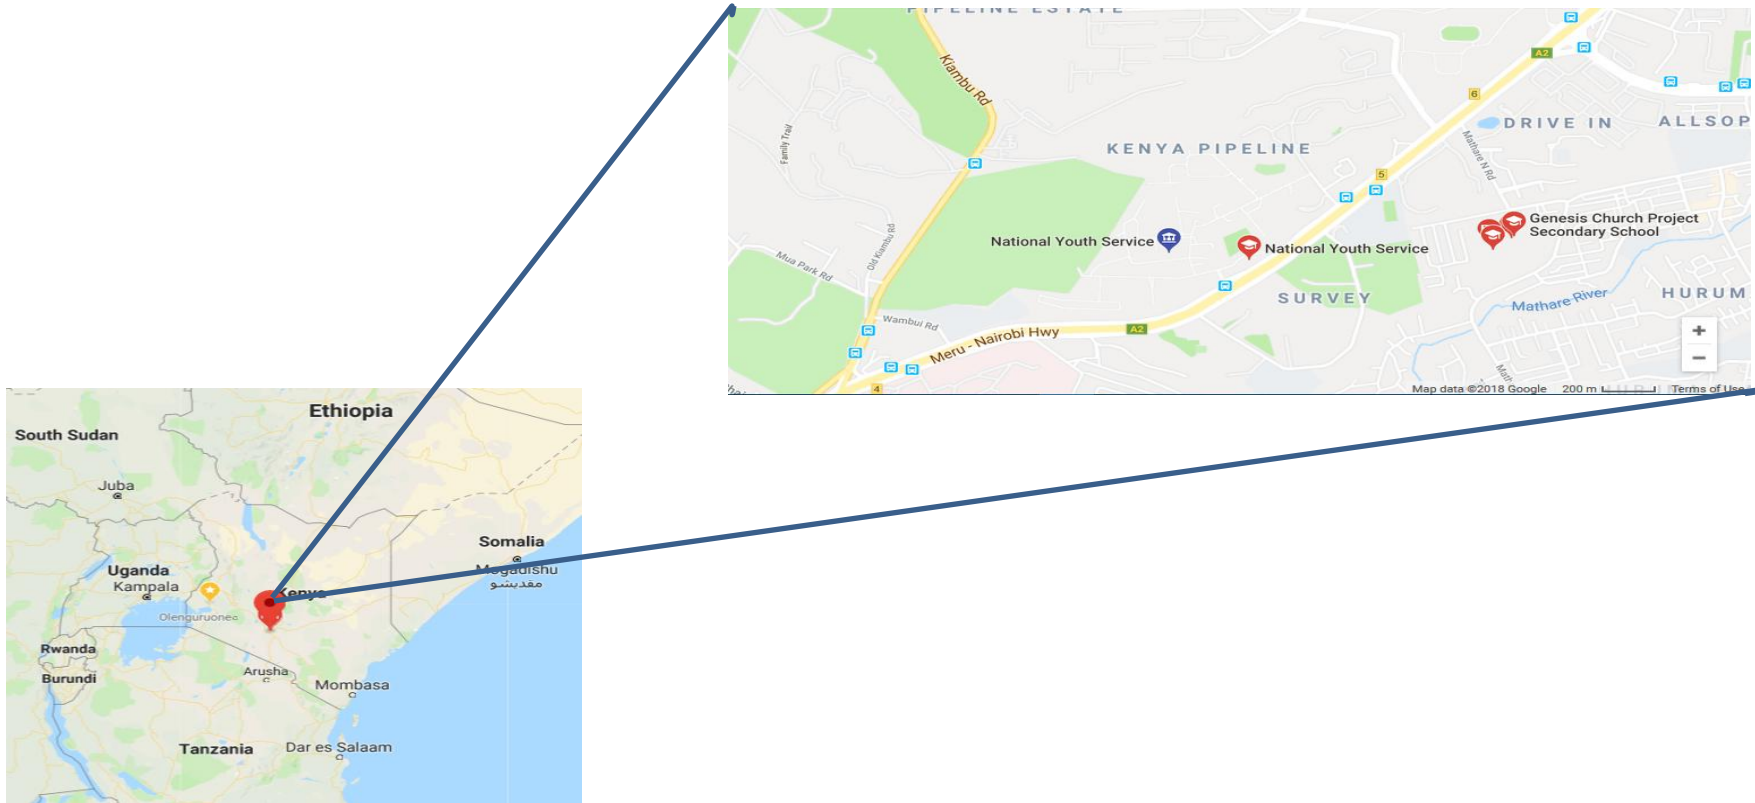 PIPELINE ESTATE
Kiambu Rd
A2
6
DRIVE IN
ALLSOP
Family Trail
KENYA PIPELINE
Mathare N Rd
5
Genesis Church Project
Secondary School
National Youth Service
National Youth Service
Old Kiambu Rd
Mua Park Rd
SURVEY
Mathare River
HURUM
Wambui Rd
A2
Meru - Nairobi Hwy
+
−
4
Map data ©2018 Google
200 m
Terms of Use
Ethiopia
South Sudan
Juba
Somalia
Mogadishu
مقديشو
Uganda
Kampala
Kenya
Olenguruone
Rwanda
Burundi
Arusha
Mombasa
Tanzania
Dar es Salaam